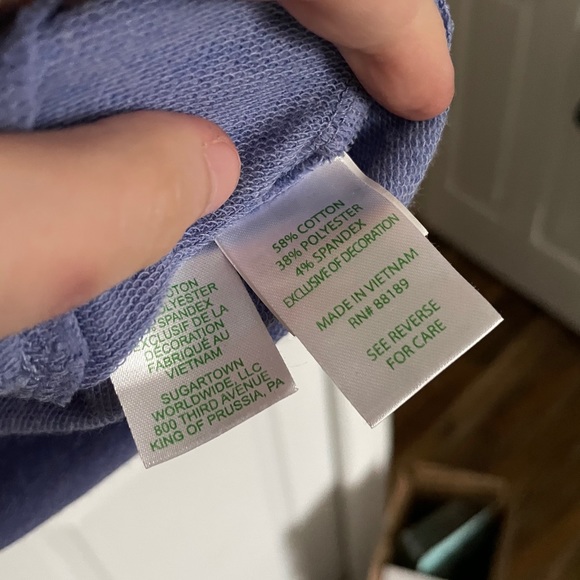 58% COTTON
38% POLYESTER
4% SPANDEX
EXCLUSIVE OF DECORATION
MADE IN VIETNAM
RN# 88189
SEE REVERSE
FOR CARE
SPANDEX
EXCLUSIF DE LA
DÉCORATION
FABRIQUÉ AU
VIETNAM
SUGARTOWN
WORLDWIDE, LLC
800 THIRD AVENUE
KING OF PRUSSIA, PA